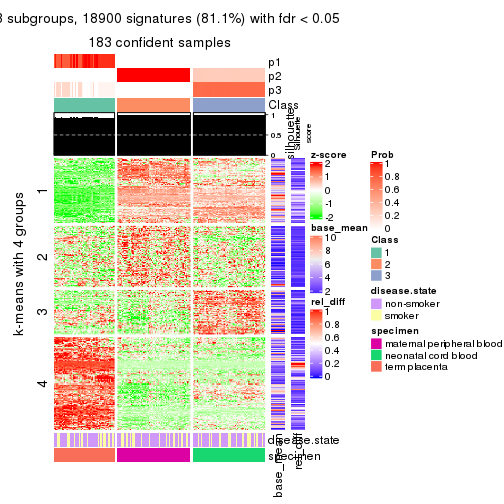 3 subgroups, 18900 signatures (81.1%) with fdr < 0.05
183 confident samples
p1
p2
p3
Class
1
0.5
0
silhouette
Silhouette
score
k-means with 4 groups
1
2
3
4
disease.state
specimen
base_mean
rel_diff
z-score
2
1
0
-1
-2
base_mean
10
8
6
4
2
rel_diff
1
0.8
0.6
0.4
0.2
0
Prob
1
0.8
0.6
0.4
0.2
0
Class
1
2
3
disease.state
non-smoker
smoker
specimen
maternal peripheral blood
neonatal cord blood
term placenta